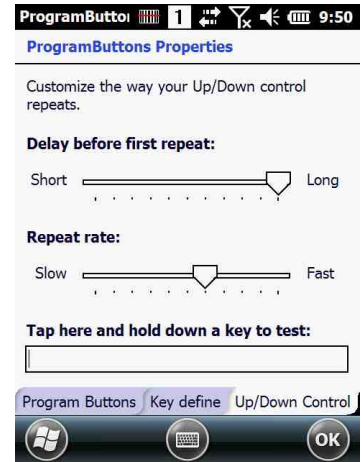 ProgramButtor 1 9:50
ProgramButtons Properties
Customize the way your Up/Down control
repeats.
Delay before first repeat:
Short Long
Repeat rate:
Slow Fast
Tap here and hold down a key to test:
Program Buttons Key define Up/Down Control
OK